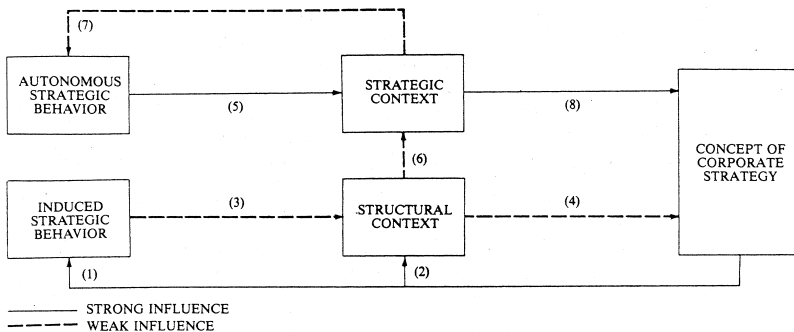 (7)
AUTONOMOUS
STRATEGIC
BEHAVIOR
(5)
STRATEGIC
CONTEXT
(8)
(6)
CONCEPT OF
CORPORATE
STRATEGY
INDUCED
STRATEGIC
BEHAVIOR
(3)
STRUCTURAL
CONTEXT
(4)
(1)
(2)
STRONG INFLUENCE
WEAK INFLUENCE